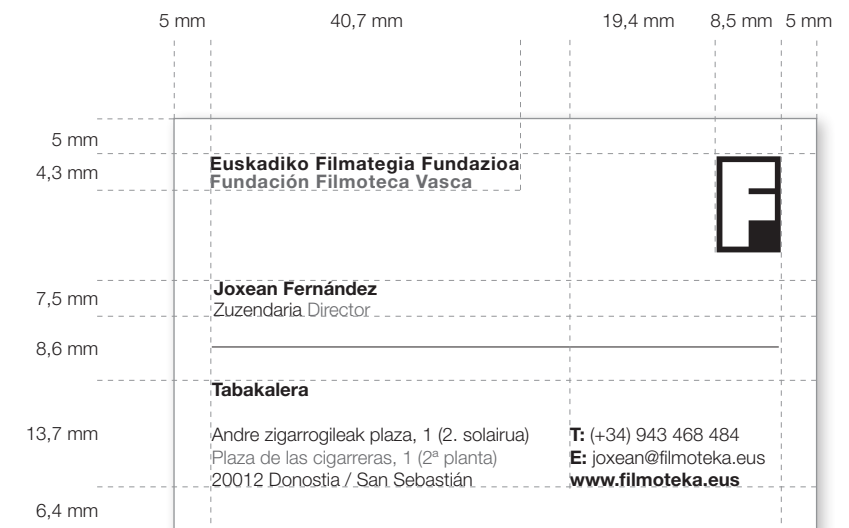 5 mm 40,7 mm 19,4 mm 8,5 mm 5 mm
5 mm
4,3 mm
Euskadiko Filmategia Fundazioa
Fundación Filmoteca Vasca
F
7,5 mm
Joxean Fernández
Zuzendaria Director
8,6 mm
Tabakalera
13,7 mm
Andre zigarrogileak plaza, 1 (2. solairua) T: (+34) 943 468 484
Plaza de las cigarreras, 1 (2ª planta) E: joxean@filmoteka.eus
20012 Donostia / San Sebastián www.filmoteka.eus
6,4 mm